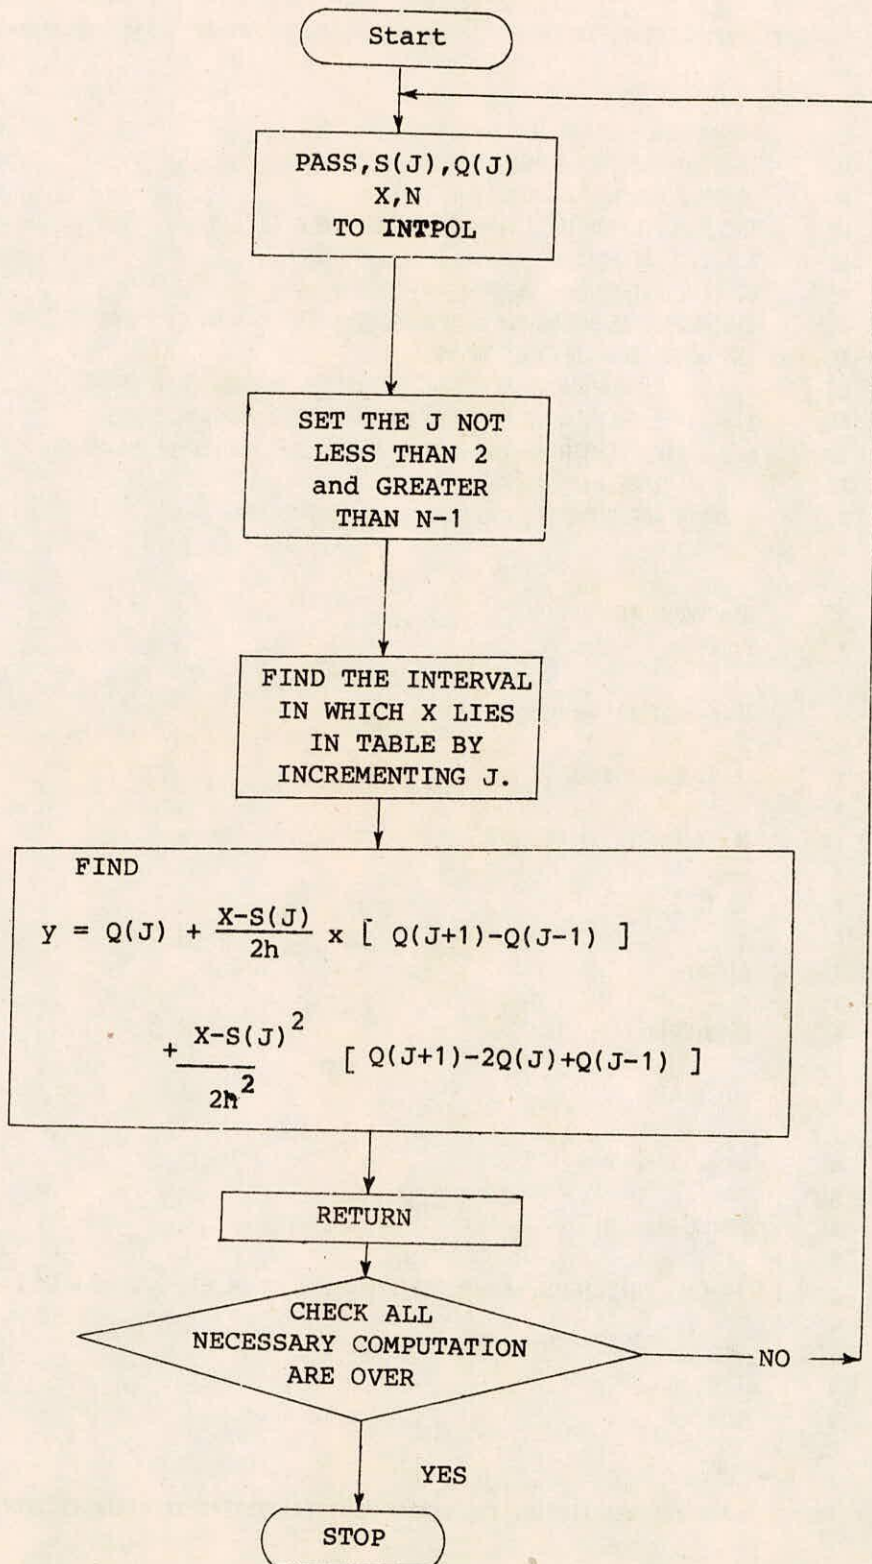 Start
PASS,S(J),Q(J)
X,N
TO INTPOL
SET THE J NOT
LESS THAN 2
and GREATER
THAN N-1
FIND THE INTERVAL
IN WHICH X LIES
IN TABLE BY
INCREMENTING J.
FIND
y = Q(J) + X-S(J)/2h x [ Q(J+1)-Q(J-1) ]
+ X-S(J)²/2h² [ Q(J+1)-2Q(J)+Q(J-1) ]
RETURN
CHECK ALL
NECESSARY COMPUTATION
ARE OVER
NO
YES
STOP